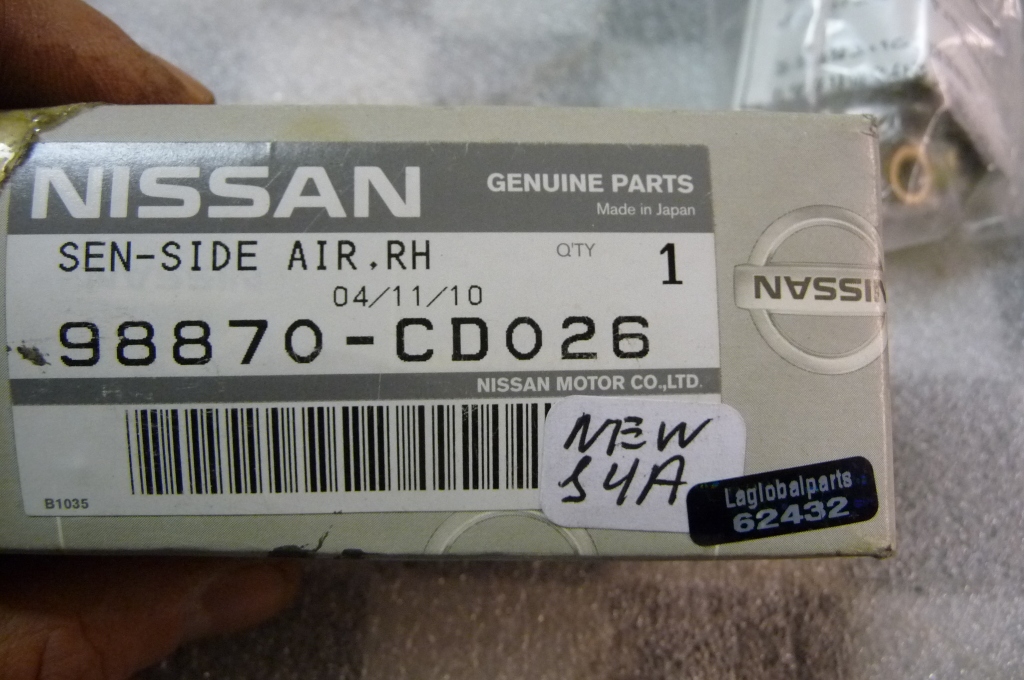 NISSAN
GENUINE PARTS
Made in Japan
SEN-SIDE AIR,RH
Q'TY
1
04/11/10
98870-CD026
NISSAN MOTOR CO.,LTD.
B1035
NEW
S4A
Laglobalparts
62432
NISSAN